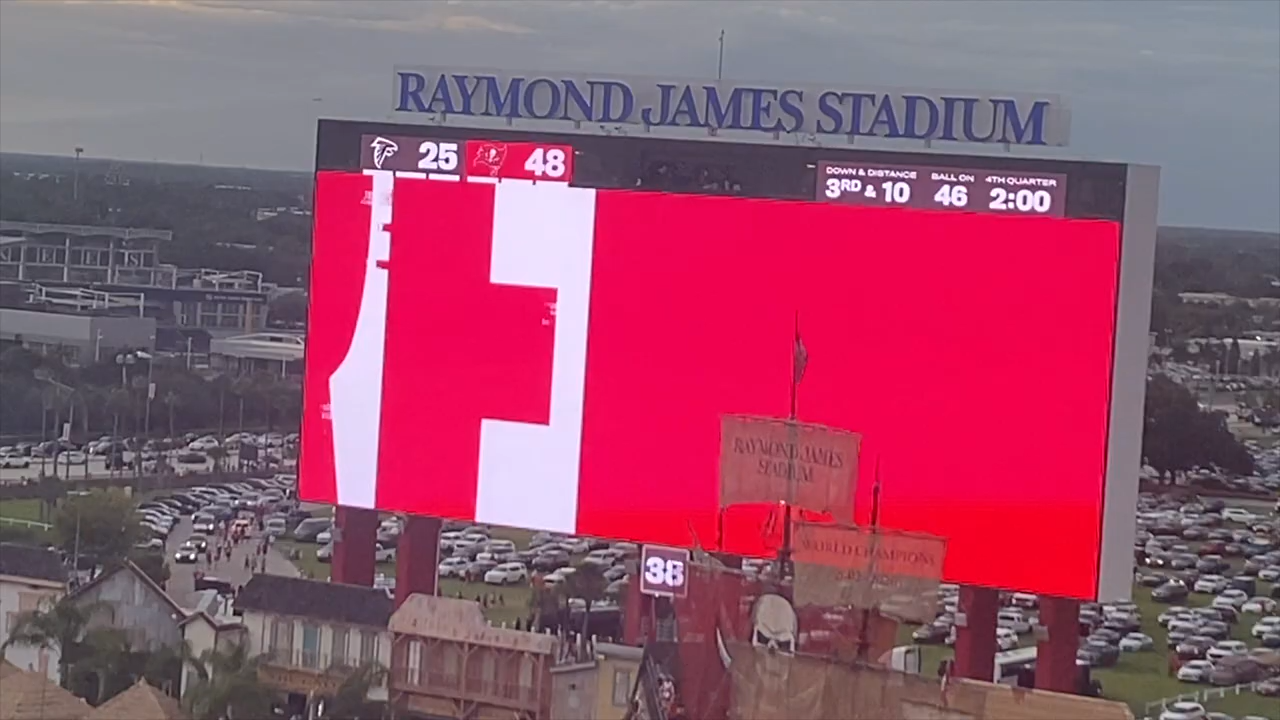 RAYMOND JAMES STADIUM
25 48
DOWN & DISTANCE BALL ON 4TH QUARTER
3RD & 10 46 2:00
RAYMOND JAMES
STADIUM
WORLD CHAMPIONS
38